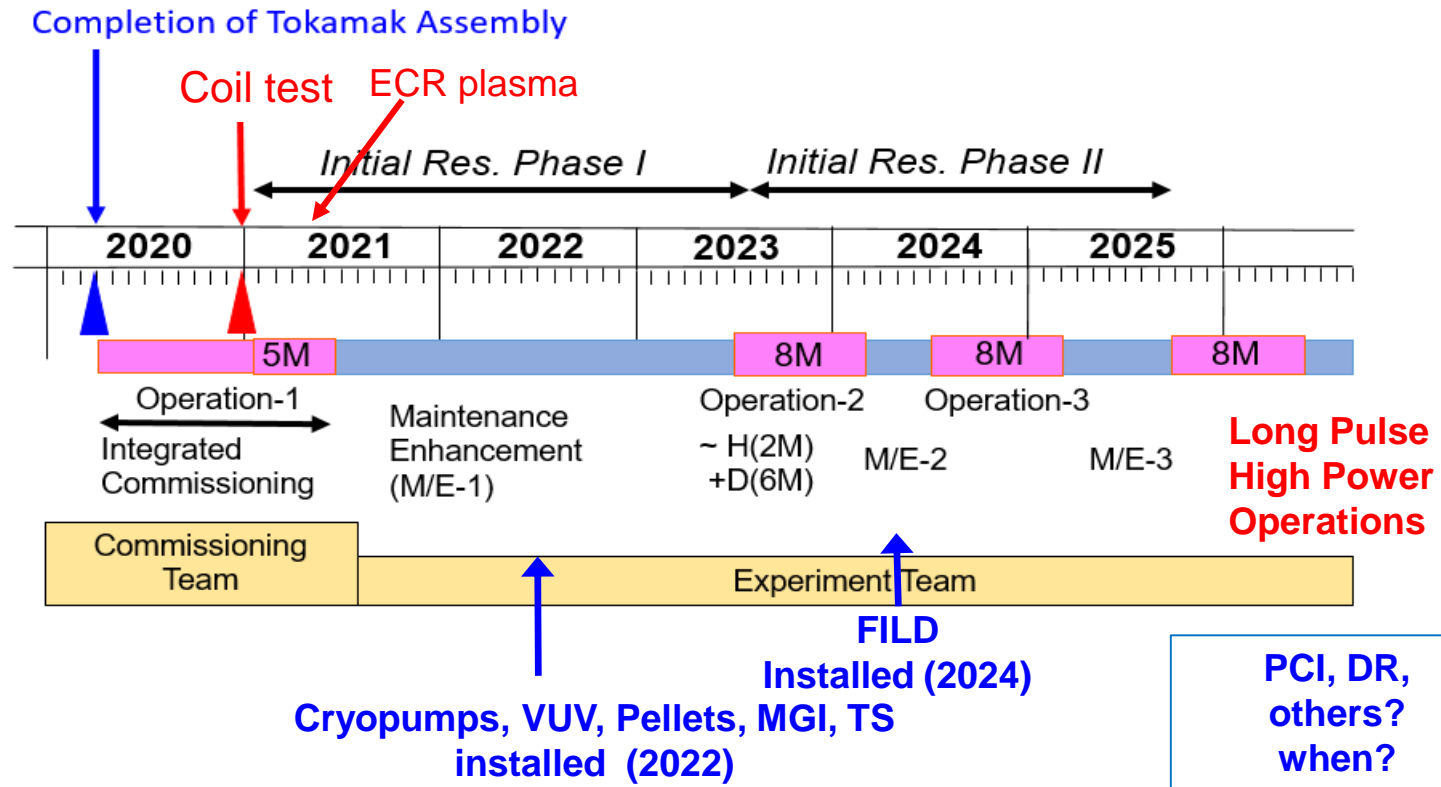 Completion of Tokamak Assembly
Coil test
ECR plasma
Initial Res. Phase I
Initial Res. Phase II
2020
2021
2022
2023
2024
2025
5M
8M
8M
8M
Operation-1
Integrated
Commissioning
Maintenance
Enhancement
(M/E-1)
Operation-2
~ H(2M)
+D(6M)
Operation-3
M/E-2
M/E-3
Long Pulse
High Power
Operations
Commissioning
Team
Experiment Team
FILD
Installed (2024)
Cryopumps, VUV, Pellets, MGI, TS
installed (2022)
PCI, DR,
others?
when?